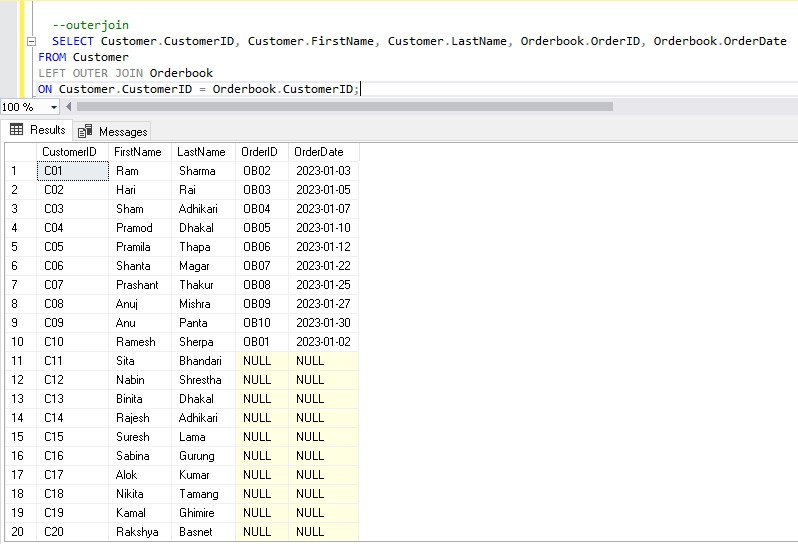 --outerjoin
SELECT Customer.CustomerID, Customer.FirstName, Customer.LastName, Orderbook.OrderID, Orderbook.OrderDate
FROM Customer
LEFT OUTER JOIN Orderbook
ON Customer.CustomerID = Orderbook.CustomerID;
100 %
Results Messages
CustomerID FirstName LastName OrderID OrderDate
1 C01 Ram Sharma OB02 2023-01-03
2 C02 Hari Rai OB03 2023-01-05
3 C03 Sham Adhikari OB04 2023-01-07
4 C04 Pramod Dhakal OB05 2023-01-10
5 C05 Pramila Thapa OB06 2023-01-12
6 C06 Shanta Magar OB07 2023-01-22
7 C07 Prashant Thakur OB08 2023-01-25
8 C08 Anuj Mishra OB09 2023-01-27
9 C09 Anu Panta OB10 2023-01-30
10 C10 Ramesh Sherpa OB01 2023-01-02
11 C11 Sita Bhandari NULL NULL
12 C12 Nabin Shrestha NULL NULL
13 C13 Binita Dhakal NULL NULL
14 C14 Rajesh Adhikari NULL NULL
15 C15 Suresh Lama NULL NULL
16 C16 Sabina Gurung NULL NULL
17 C17 Alok Kumar NULL NULL
18 C18 Nikita Tamang NULL NULL
19 C19 Kamal Ghimire NULL NULL
20 C20 Rakshya Basnet NULL NULL